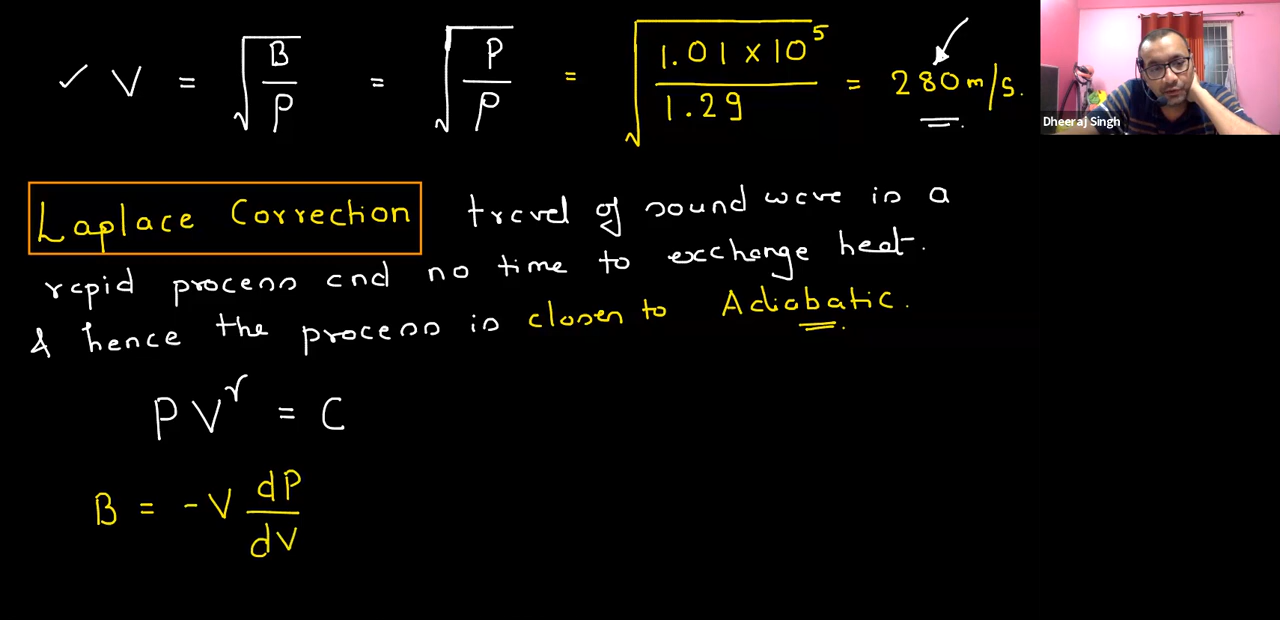 ✓ V = √(B/ρ) = √(P/ρ) = √(1.01 × 10⁵/1.29) = 280 m/s.
Dheeraj Singh
Laplace Correction travel of sound wave is a
rapid process and no time to exchange heat.
& hence the process is closer to Adiabatic.
PV^γ = C
B = -V dP/dV